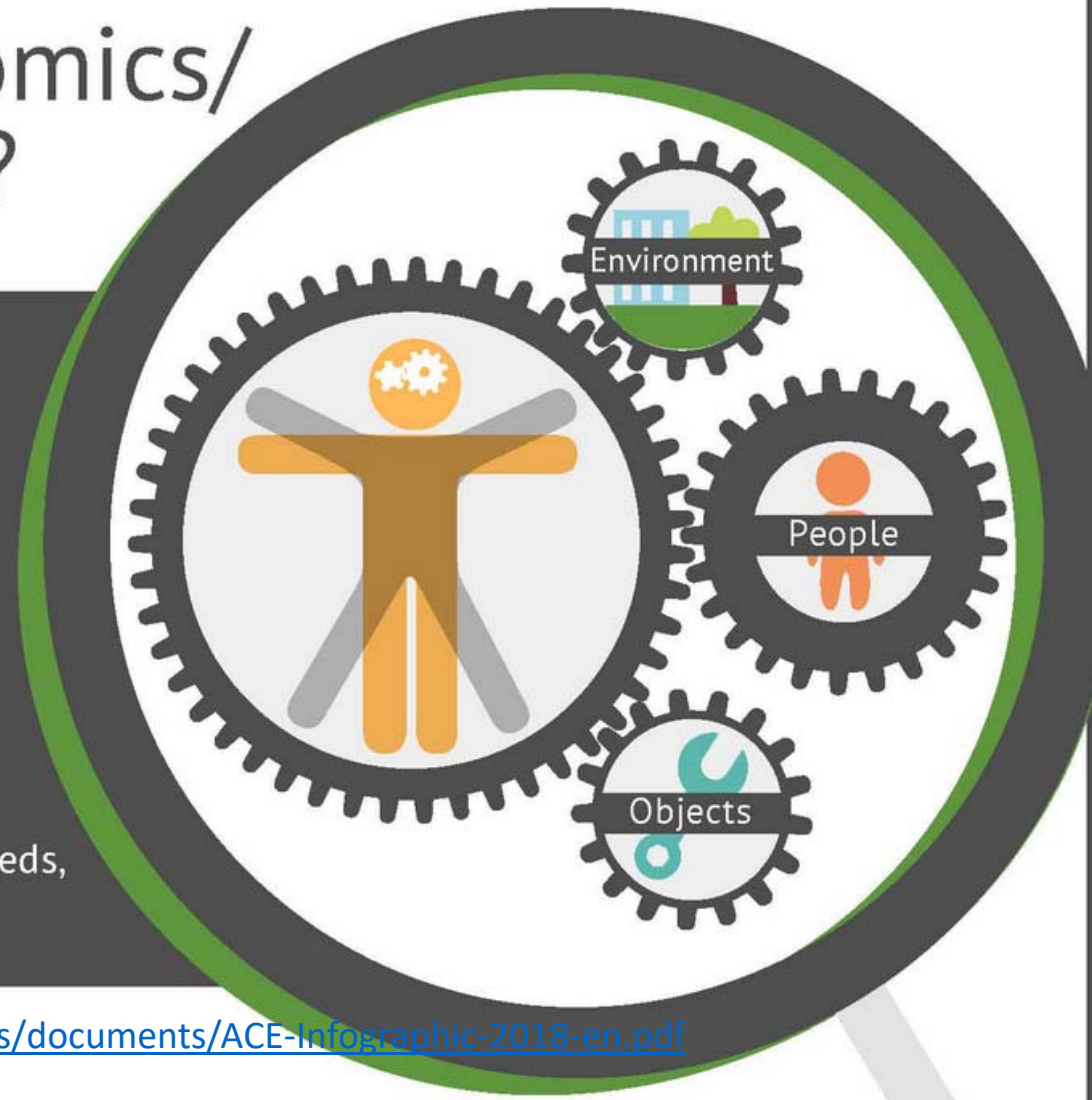 omics/
?
Environment
People
Objects
eds,
s/documents/ACE-Infographic-2018-en.pdf